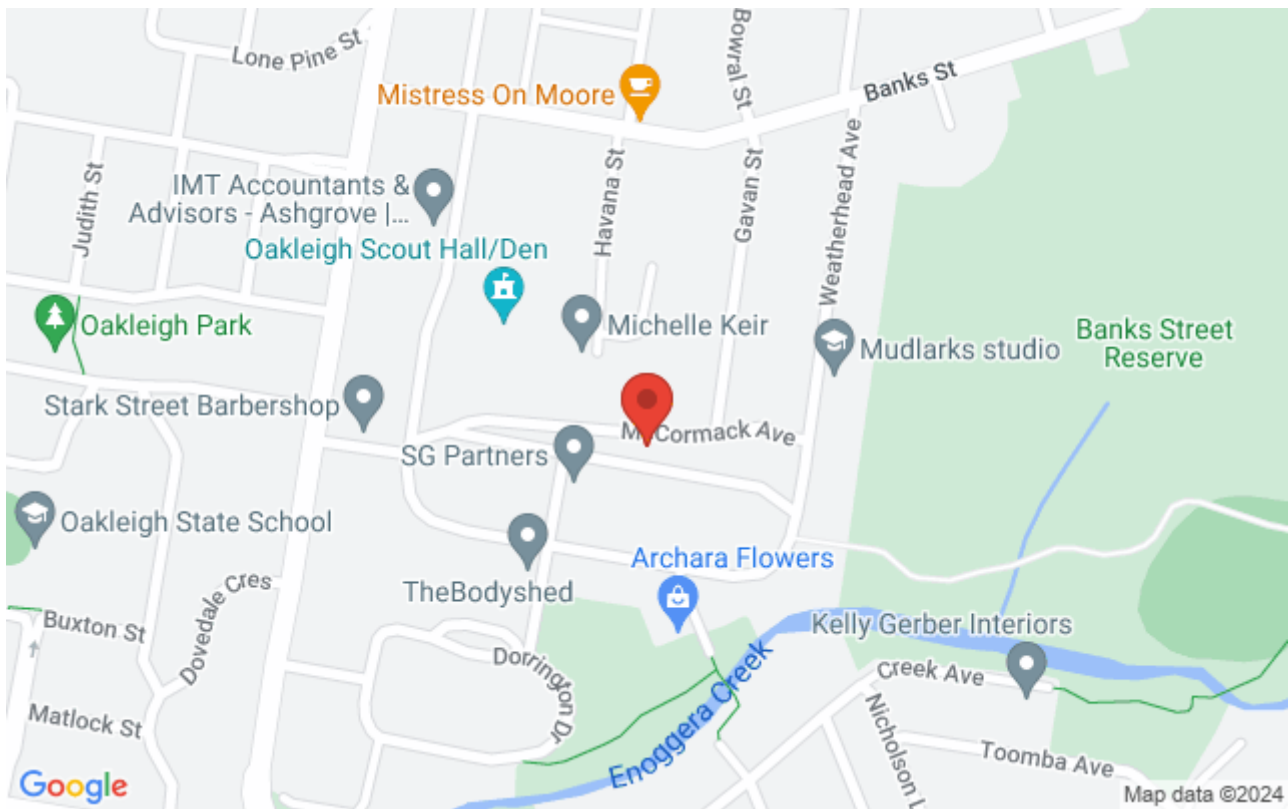 Lone Pine St
Bowral St
Banks St
Mistress On Moore
Judith St
IMT Accountants &
Advisors - Ashgrove |...
Havana St
Gavan St
Weatherhead Ave
Oakleigh Scout Hall/Den
Oakleigh Park
Michelle Keir
Mudlarks studio
Banks Street
Reserve
Stark Street Barbershop
McCormack Ave
SG Partners
Oakleigh State School
Archara Flowers
TheBodyshed
Dovedale Cres
Buxton St
Kelly Gerber Interiors
Dorrington Dr
Creek Ave
Matlock St
Enoggera Creek
Nicholson L
Toomba Ave
Google
Map data ©2024